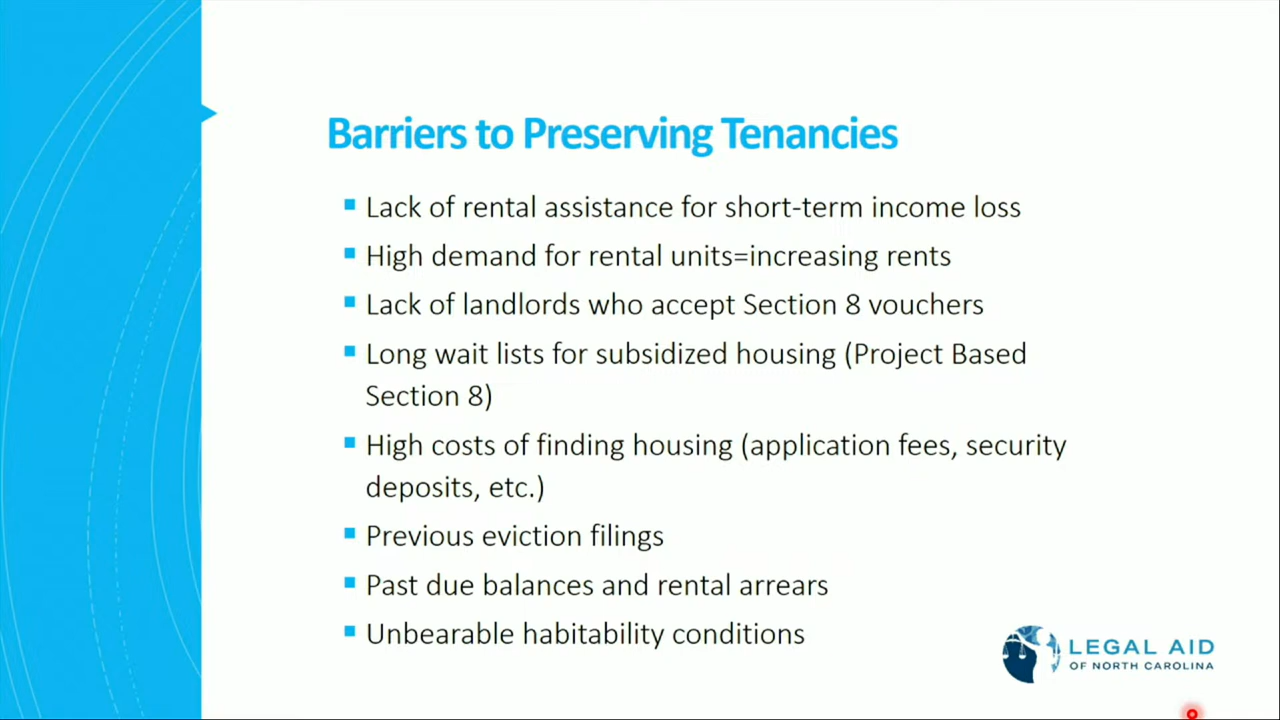 Barriers to Preserving Tenancies
Lack of rental assistance for short-term income loss
High demand for rental units=increasing rents
Lack of landlords who accept Section 8 vouchers
Long wait lists for subsidized housing (Project Based
Section 8)
High costs of finding housing (application fees, security
deposits, etc.)
Previous eviction filings
Past due balances and rental arrears
Unbearable habitability conditions
LEGAL AID
OF NORTH CAROLINA